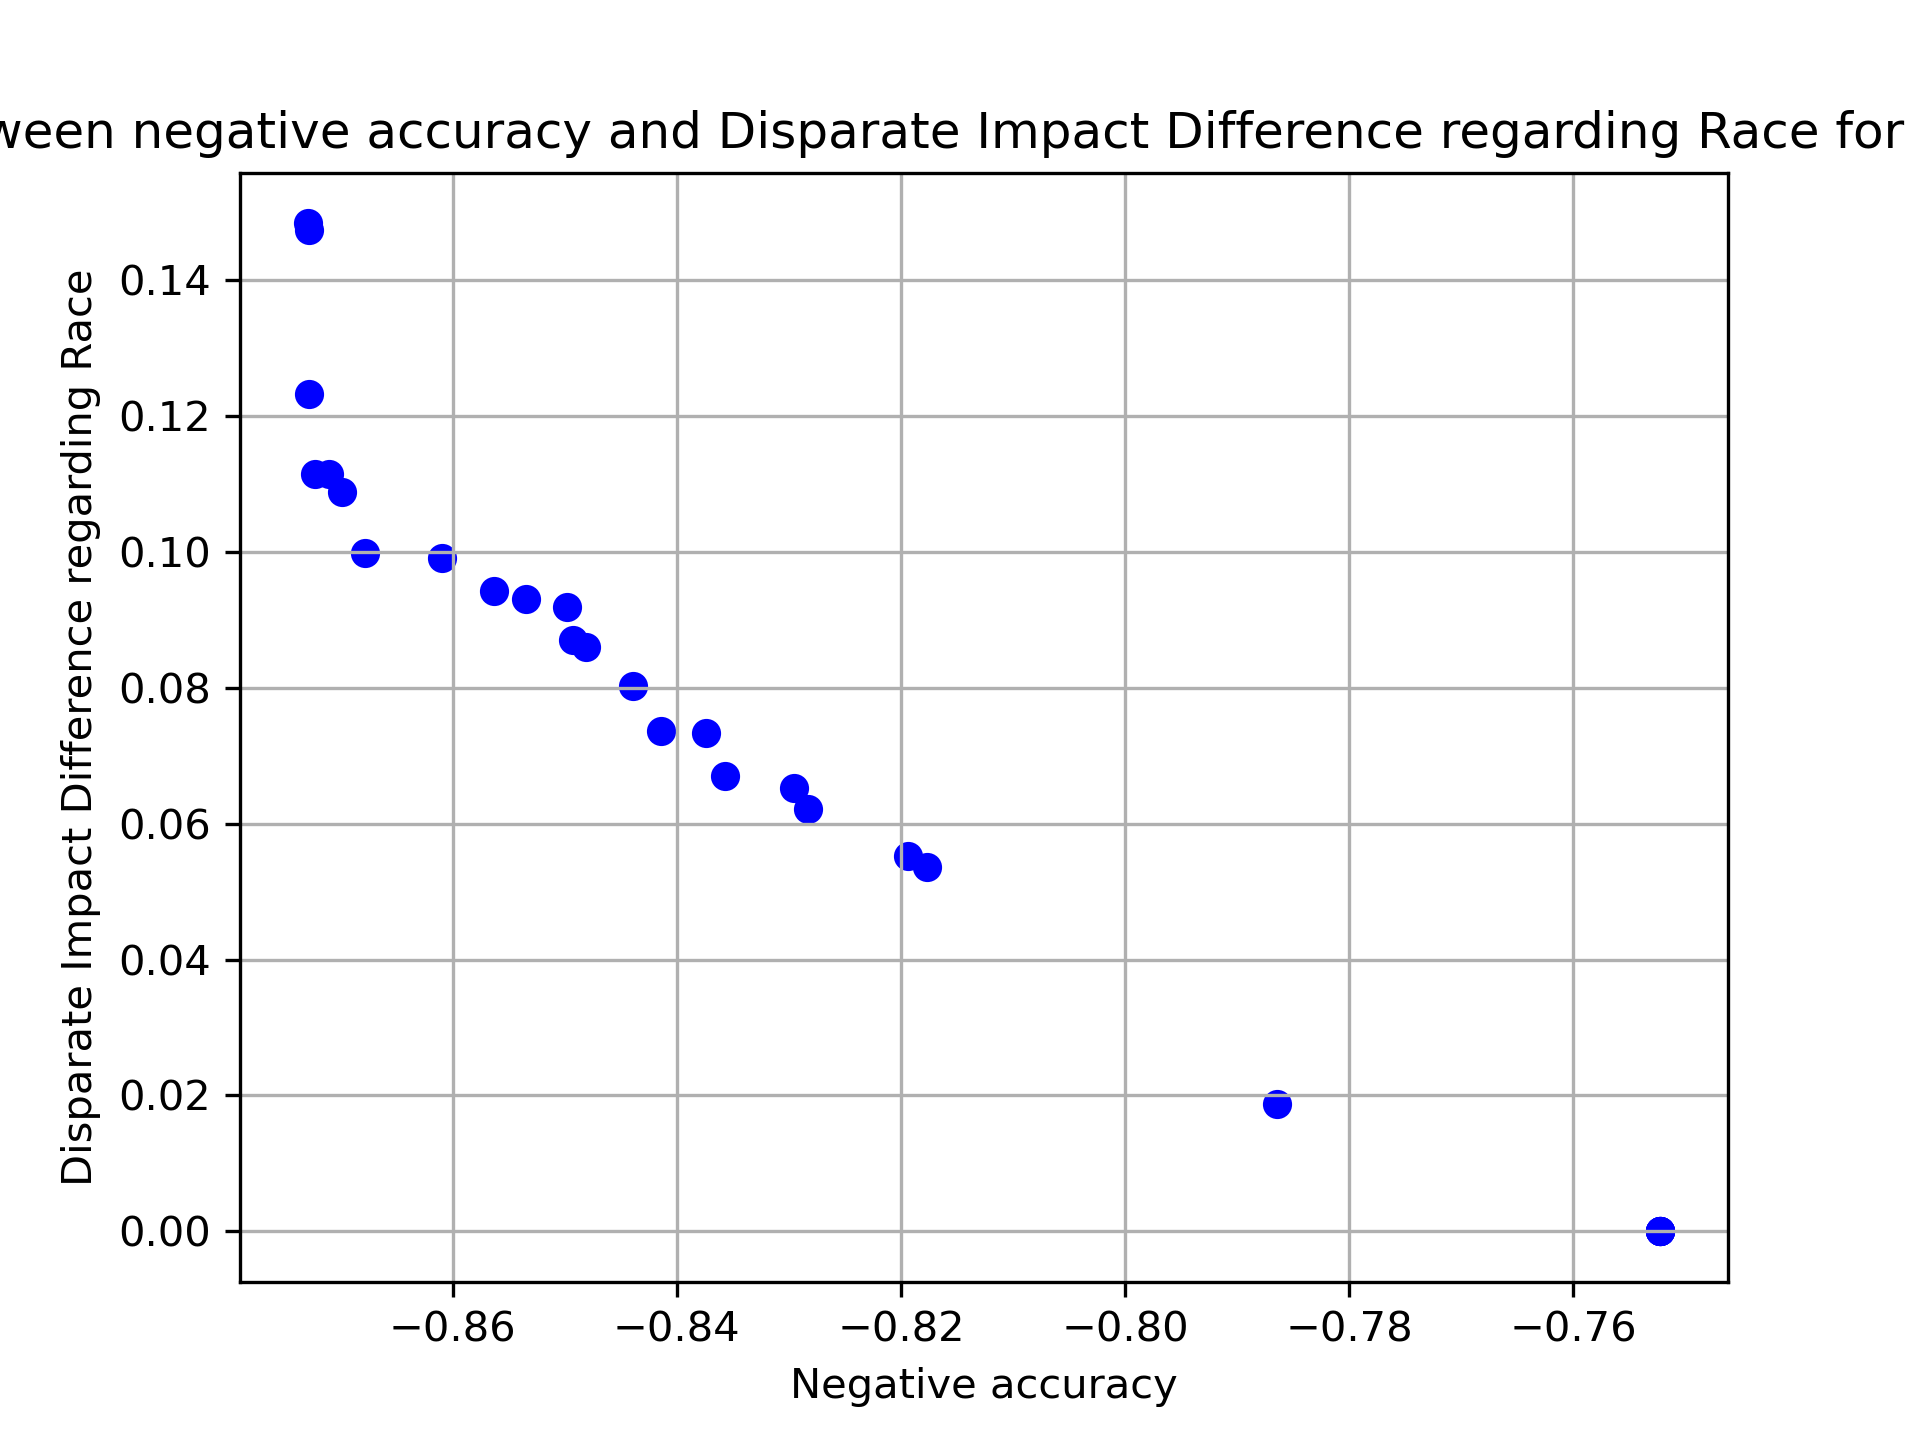 ween negative accuracy and Disparate Impact Difference regarding Race for
Disparate Impact Difference regarding Race
0.14
0.12
0.10
0.08
0.06
0.04
0.02
0.00
−0.86 −0.84 −0.82 −0.80 −0.78 −0.76
Negative accuracy